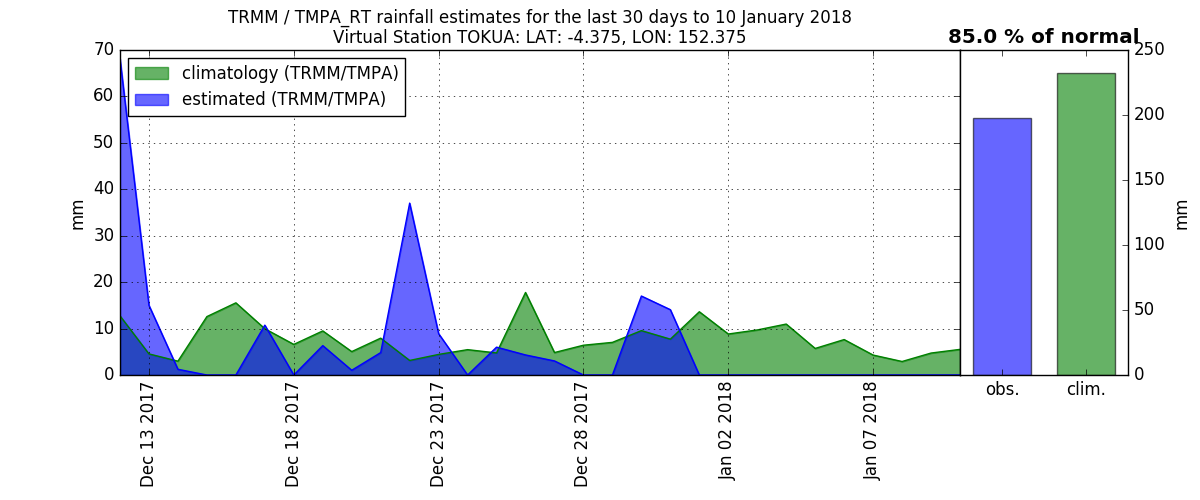 TRMM / TMPA_RT rainfall estimates for the last 30 days to 10 January 2018
Virtual Station TOKUA: LAT: -4.375, LON: 152.375
85.0 % of normal
climatology (TRMM/TMPA)
estimated (TRMM/TMPA)
70
60
50
40
30
20
10
0
mm
Dec 13 2017
Dec 18 2017
Dec 23 2017
Dec 28 2017
Jan 02 2018
Jan 07 2018
obs.
clim.
250
200
150
100
50
0
mm